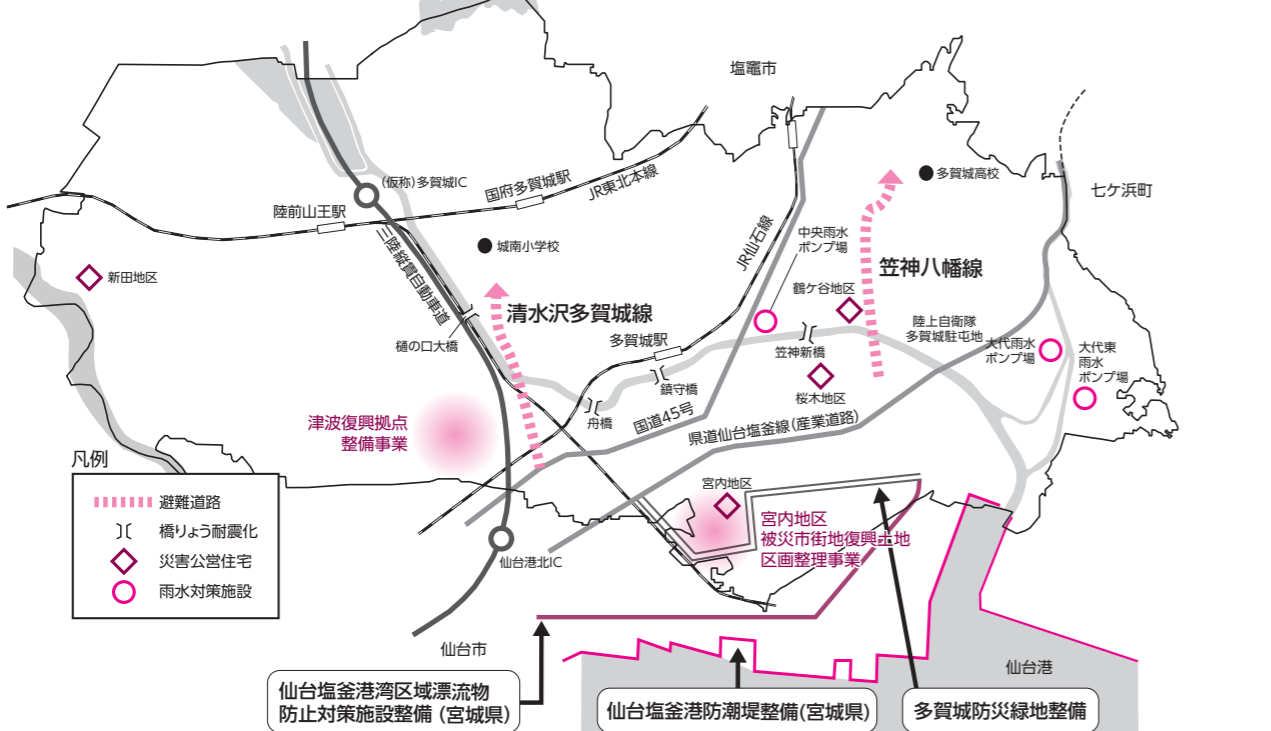 塩竈市
(仮称)多賀城IC
国府多賀城駅
JR東北本線
多賀城高校
七ケ浜町
陸前山王駅
三陸縦貫自動車道
城南小学校
JR仙石線
中央雨水
ポンプ場
笠神八幡線
新田地区
鶴ケ谷地区
清水沢多賀城線
陸上自衛隊
多賀城駐屯地
樋の口大橋
多賀城駅
笠神新橋
大代雨水
ポンプ場
大代東
雨水
ポンプ場
鎮守橋
桜木地区
舟橋
国道45号
県道仙台塩釜線(産業道路)
津波復興拠点
整備事業
凡例
避難道路
橋りょう耐震化
災害公営住宅
雨水対策施設
宮内地区
宮内地区
被災市街地復興土地
区画整理事業
仙台港北IC
仙台市
仙台港
仙台塩釜港湾区域漂流物
防止対策施設整備(宮城県)
仙台塩釜港防潮堤整備(宮城県)
多賀城防災緑地整備